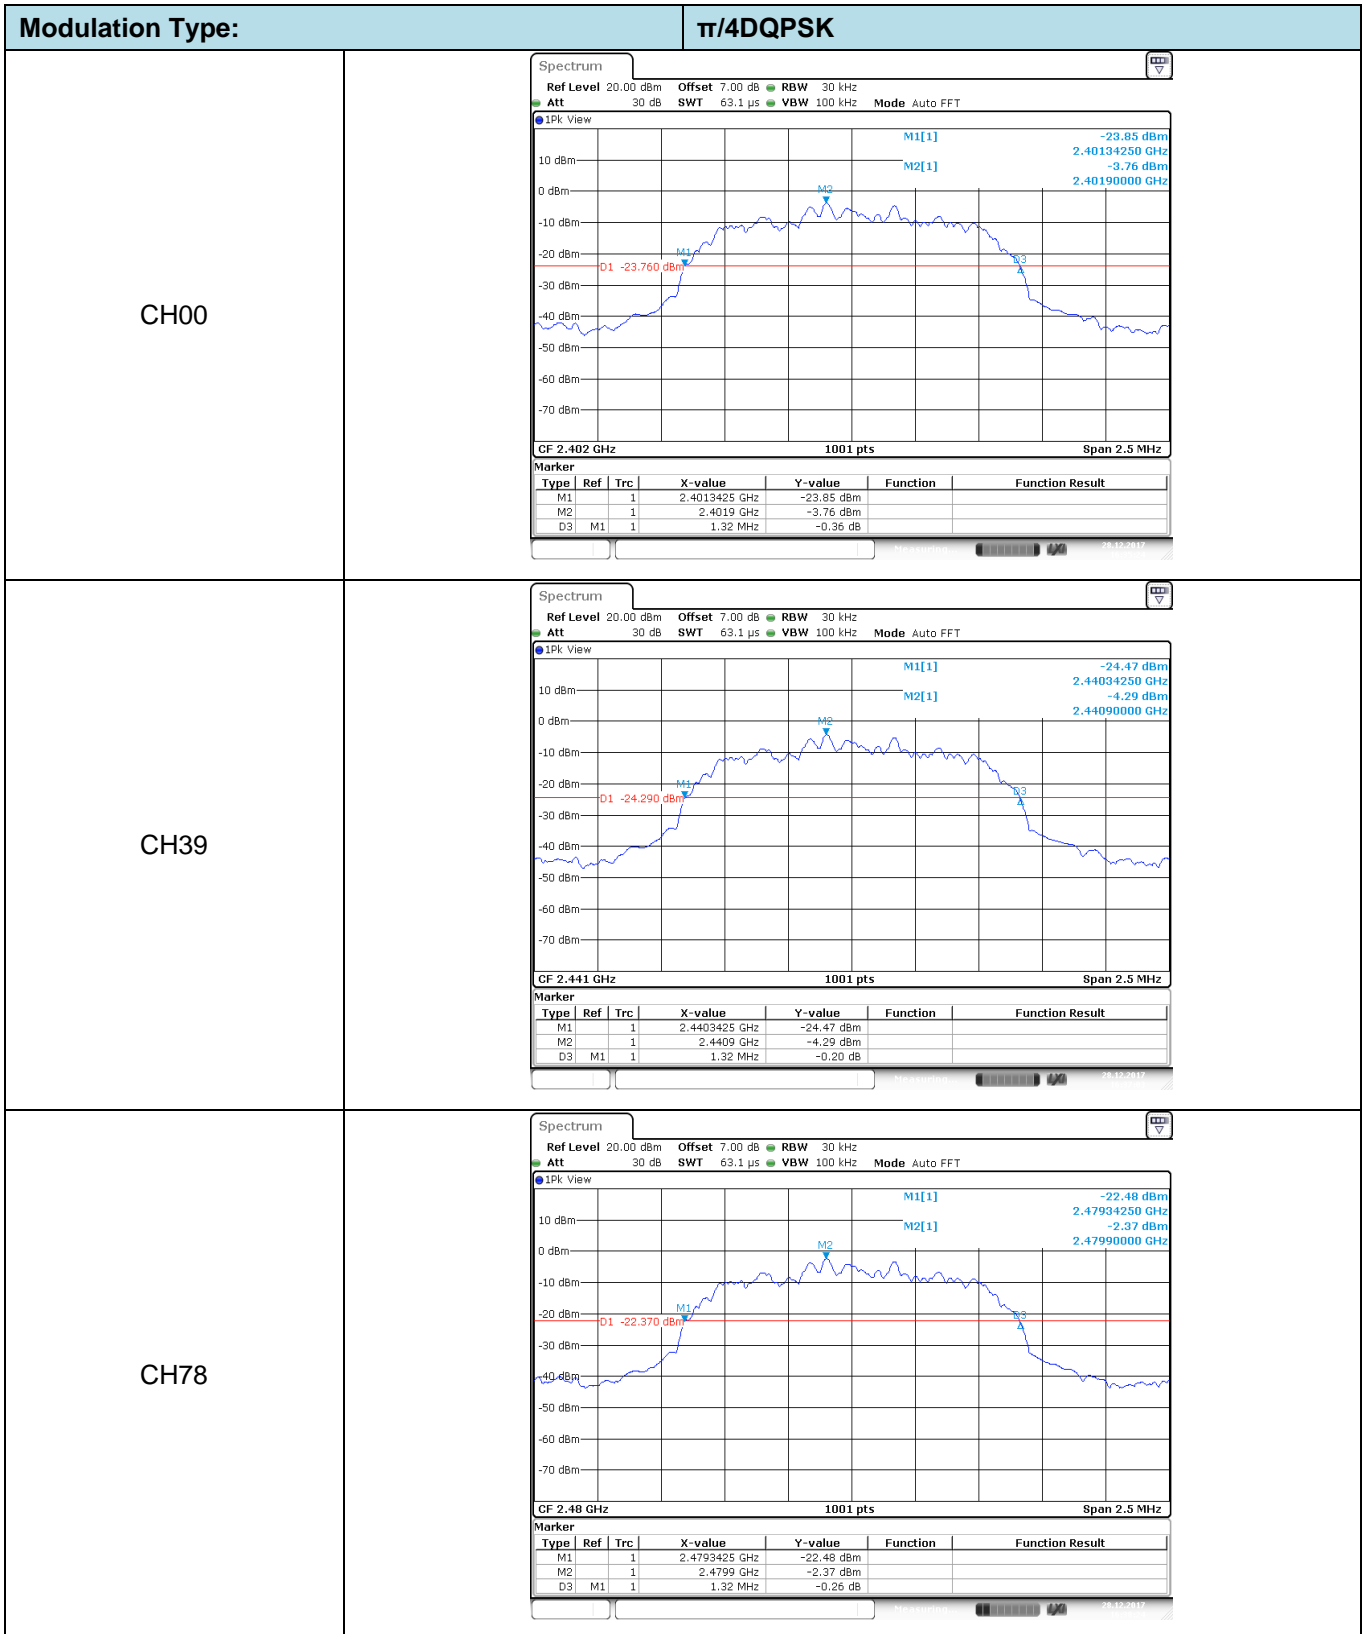 Modulation Type: π/4DQPSK
CH00
Spectrum
Ref Level 20.00 dBm Offset 7.00 dB RBW 30 kHz
Att 30 dB SWT 63.1 µs VBW 100 kHz Mode Auto FFT
1Pk View
M1[1] -23.85 dBm
2.40134250 GHz
10 dBm
M2[1] -3.76 dBm
2.40190000 GHz
0 dBm
M2
-10 dBm
-20 dBm
M1
D3
D1 -23.760 dBm
-30 dBm
-40 dBm
-50 dBm
-60 dBm
-70 dBm
CF 2.402 GHz 1001 pts Span 2.5 MHz
Marker
Type Ref Trc X-value Y-value Function Function Result
M1 1 2.4013425 GHz -23.85 dBm
M2 1 2.4019 GHz -3.76 dBm
D3 M1 1 1.32 MHz -0.36 dB
Measuring...
28.12.2017
CH39
Spectrum
Ref Level 20.00 dBm Offset 7.00 dB RBW 30 kHz
Att 30 dB SWT 63.1 µs VBW 100 kHz Mode Auto FFT
1Pk View
M1[1] -24.47 dBm
2.44034250 GHz
10 dBm
M2[1] -4.29 dBm
2.44090000 GHz
0 dBm
M2
-10 dBm
-20 dBm
M1
D3
D1 -24.290 dBm
-30 dBm
-40 dBm
-50 dBm
-60 dBm
-70 dBm
CF 2.441 GHz 1001 pts Span 2.5 MHz
Marker
Type Ref Trc X-value Y-value Function Function Result
M1 1 2.4403425 GHz -24.47 dBm
M2 1 2.4409 GHz -4.29 dBm
D3 M1 1 1.32 MHz -0.20 dB
Measuring...
28.12.2017
CH78
Spectrum
Ref Level 20.00 dBm Offset 7.00 dB RBW 30 kHz
Att 30 dB SWT 63.1 µs VBW 100 kHz Mode Auto FFT
1Pk View
M1[1] -22.48 dBm
2.47934250 GHz
10 dBm
M2[1] -2.37 dBm
2.47990000 GHz
0 dBm
M2
-10 dBm
-20 dBm
M1
D3
D1 -22.370 dBm
-30 dBm
-40 dBm
-50 dBm
-60 dBm
-70 dBm
CF 2.48 GHz 1001 pts Span 2.5 MHz
Marker
Type Ref Trc X-value Y-value Function Function Result
M1 1 2.4793425 GHz -22.48 dBm
M2 1 2.4799 GHz -2.37 dBm
D3 M1 1 1.32 MHz -0.26 dB
Measuring...
28.12.2017